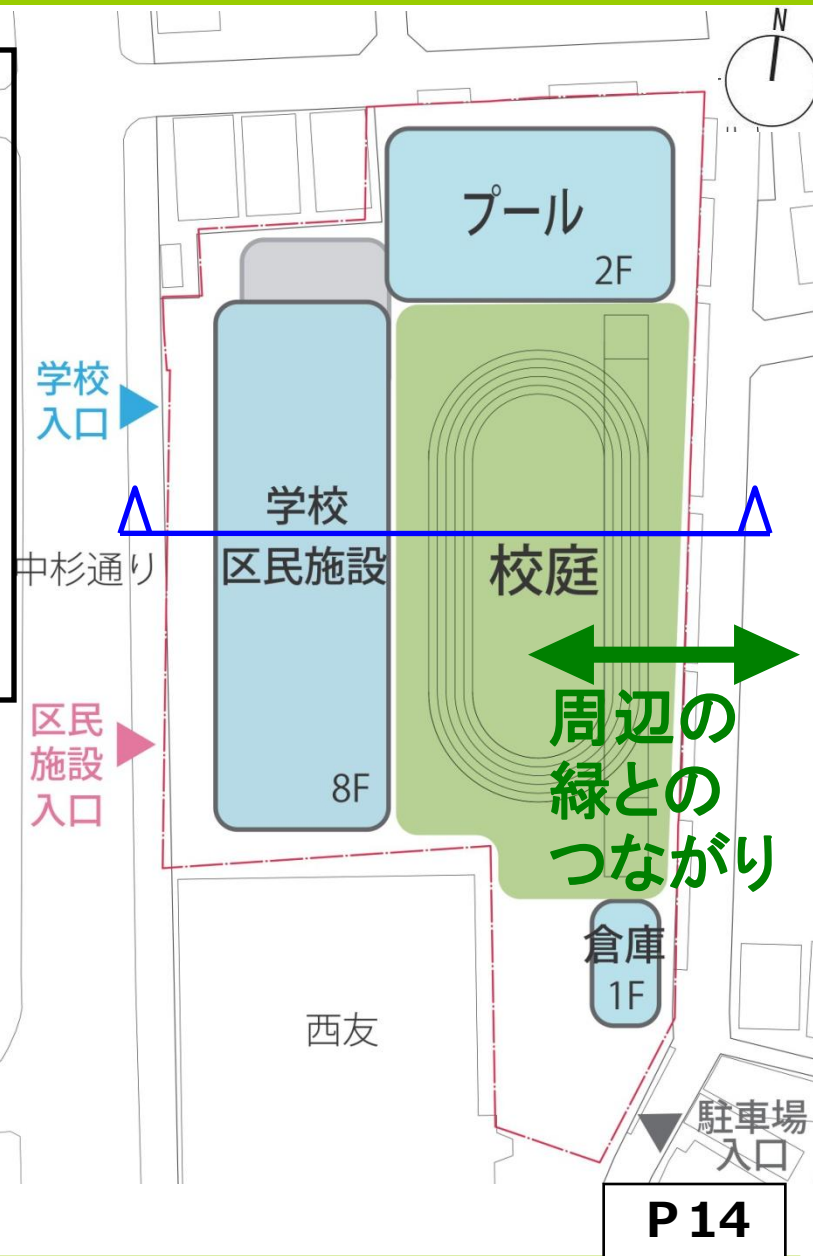 N
プール
2F
学校
入口
学校
区民施設
校庭
中杉通り
周辺の
緑との
つながり
区民
施設
入口
8F
倉庫
1F
西友
駐車場
入口
P14